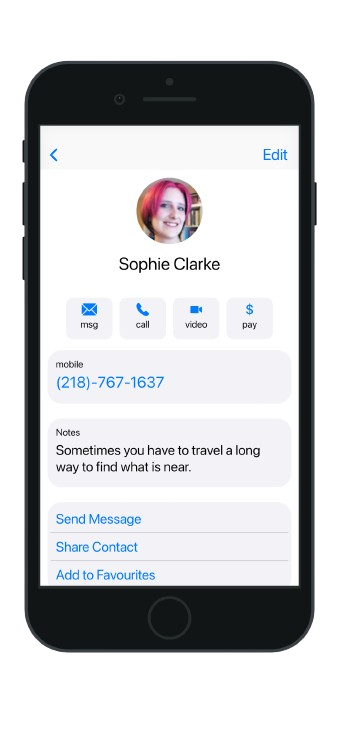 Edit
Sophie Clarke
msg
call
$
video
pay
mobile
(218)-767-1637
Notes
Sometimes you have to travel a long
way to find what is near.
Send Message
Share Contact
Add to Favourites